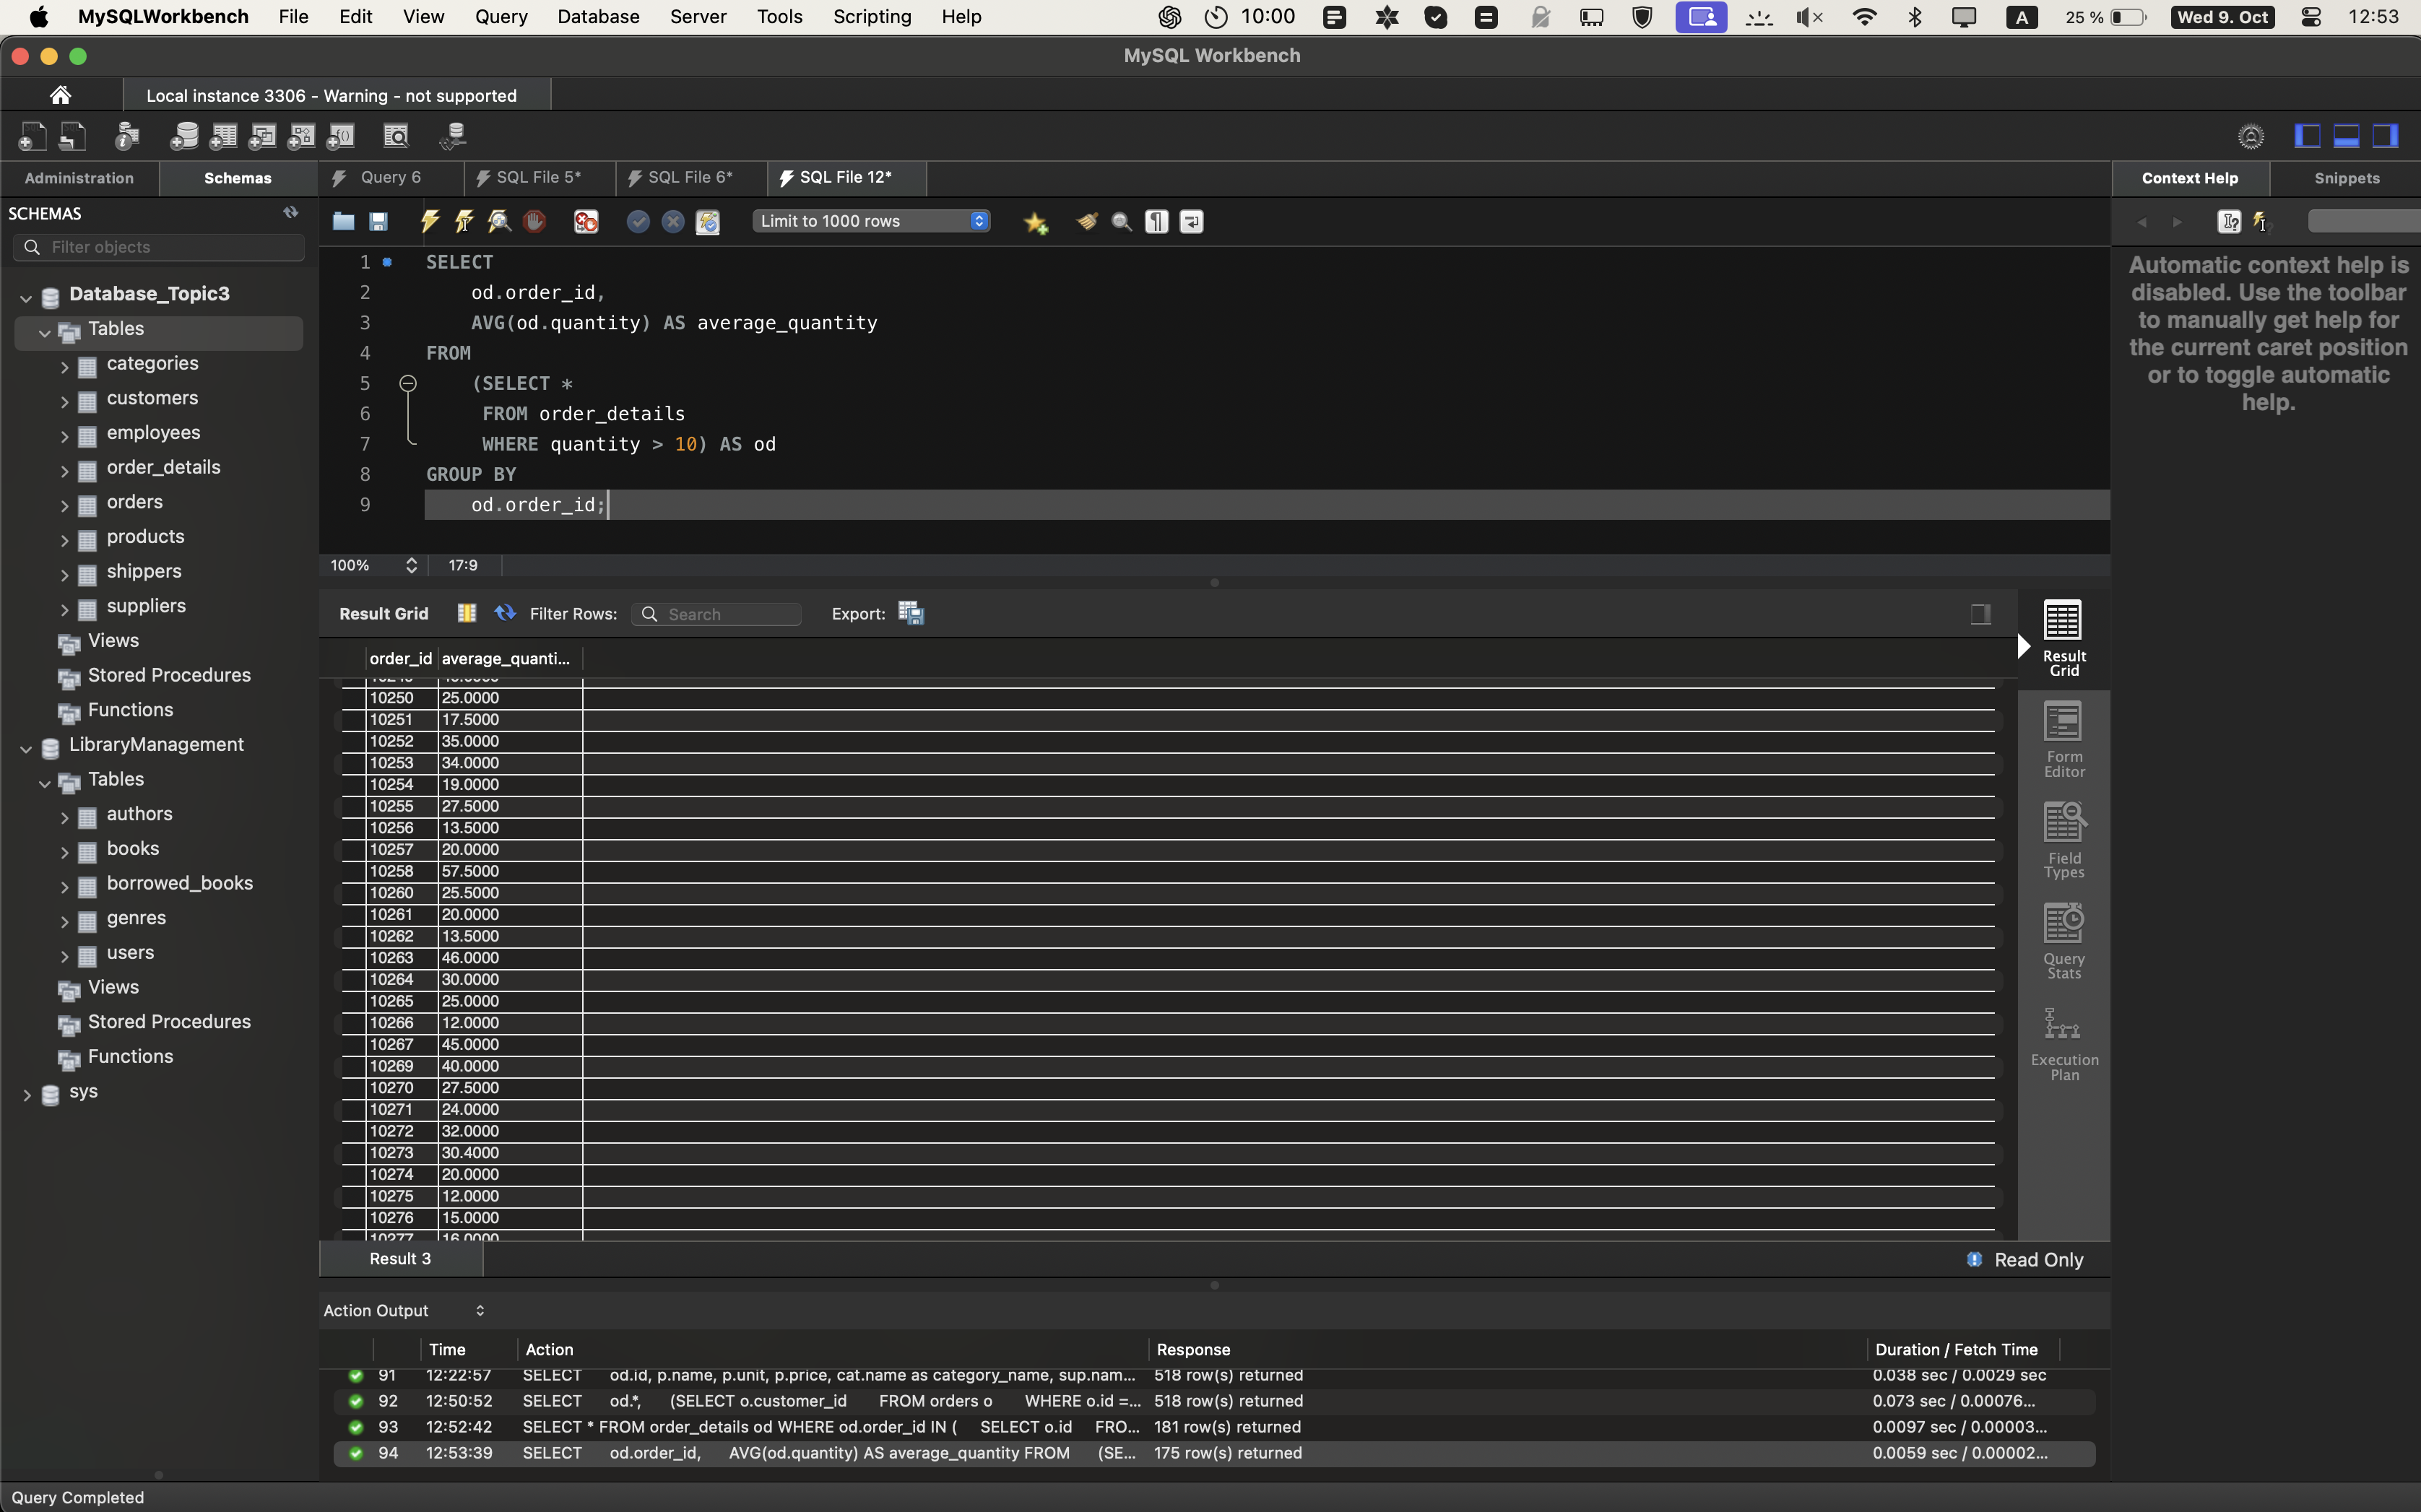 MySQLWorkbench File Edit View Query Database Server Tools Scripting Help 10:00 A 25 % Wed 9. Oct 12:53
MySQL Workbench
Local instance 3306 - Warning - not supported
Administration Schemas Query 6 SQL File 5* SQL File 6* SQL File 12* Context Help Snippets
SCHEMAS
Filter objects
Database_Topic3
Tables
categories
customers
employees
order_details
orders
products
shippers
suppliers
Views
Stored Procedures
Functions
LibraryManagement
Tables
authors
books
borrowed_books
genres
users
Views
Stored Procedures
Functions
sys
Limit to 1000 rows
1 SELECT
2 od.order_id,
3 AVG(od.quantity) AS average_quantity
4 FROM
5 (SELECT *
6 FROM order_details
7 WHERE quantity > 10) AS od
8 GROUP BY
9 od.order_id;
100% 17:9
Automatic context help is
disabled. Use the toolbar
to manually get help for
the current caret position
or to toggle automatic
help.
Result Grid Filter Rows: Search Export:
order_id average_quanti...
10250 25.0000
10251 17.5000
10252 35.0000
10253 34.0000
10254 19.0000
10255 27.5000
10256 13.5000
10257 20.0000
10258 57.5000
10260 25.5000
10261 20.0000
10262 13.5000
10263 46.0000
10264 30.0000
10265 25.0000
10266 12.0000
10267 45.0000
10269 40.0000
10270 27.5000
10271 24.0000
10272 32.0000
10273 30.4000
10274 20.0000
10275 12.0000
10276 15.0000
10277 16.0000
Result
Grid
Form
Editor
Field
Types
Query
Stats
Execution
Plan
Result 3 Read Only
Action Output
Time Action Response Duration / Fetch Time
91 12:22:57 SELECT od.id, p.name, p.unit, p.price, cat.name as category_name, sup.nam... 518 row(s) returned 0.038 sec / 0.0029 sec
92 12:50:52 SELECT od.*, (SELECT o.customer_id FROM orders o WHERE o.id =... 518 row(s) returned 0.073 sec / 0.00076...
93 12:52:42 SELECT * FROM order_details od WHERE od.order_id IN ( SELECT o.id FRO... 181 row(s) returned 0.0097 sec / 0.00003...
94 12:53:39 SELECT od.order_id, AVG(od.quantity) AS average_quantity FROM (SE... 175 row(s) returned 0.0059 sec / 0.00002...
Query Completed